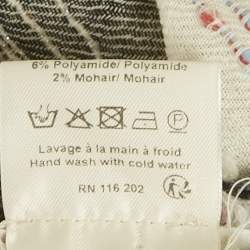 6% Polyamide/ Polyamide
2% Mohair/ Mohair
P
Lavage à la main à froid
Hand wash with cold water
RN 116 202